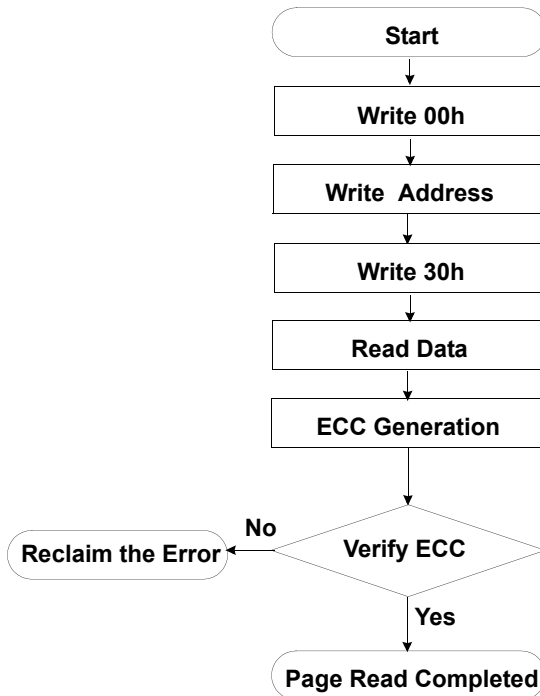 Start
Write 00h
Write Address
Write 30h
Read Data
ECC Generation
No
Reclaim the Error
Verify ECC
Yes
Page Read Completed